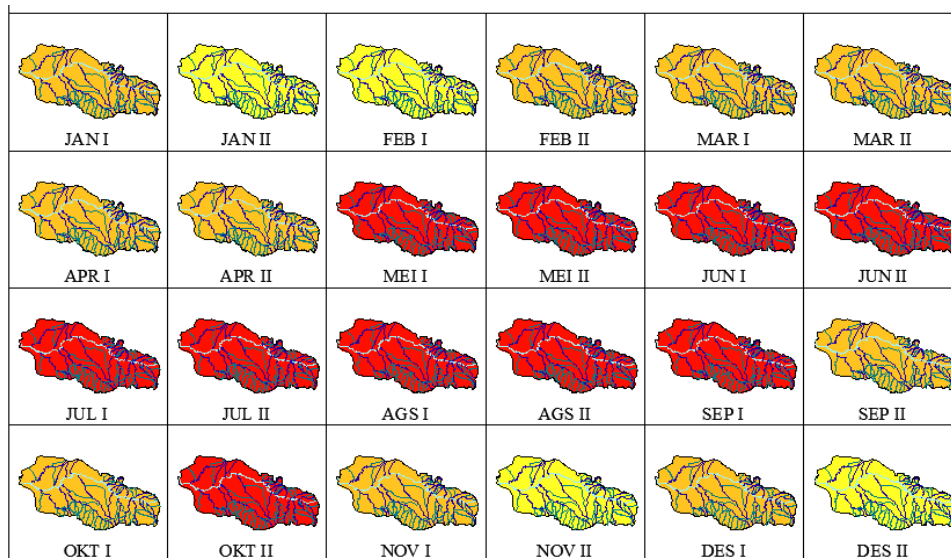 JAN I
JAN II
FEB I
FEB II
MAR I
MAR II
APR I
APR II
MEI I
MEI II
JUN I
JUN II
JUL I
JUL II
AGS I
AGS II
SEP I
SEP II
OKT I
OKT II
NOV I
NOV II
DES I
DES II